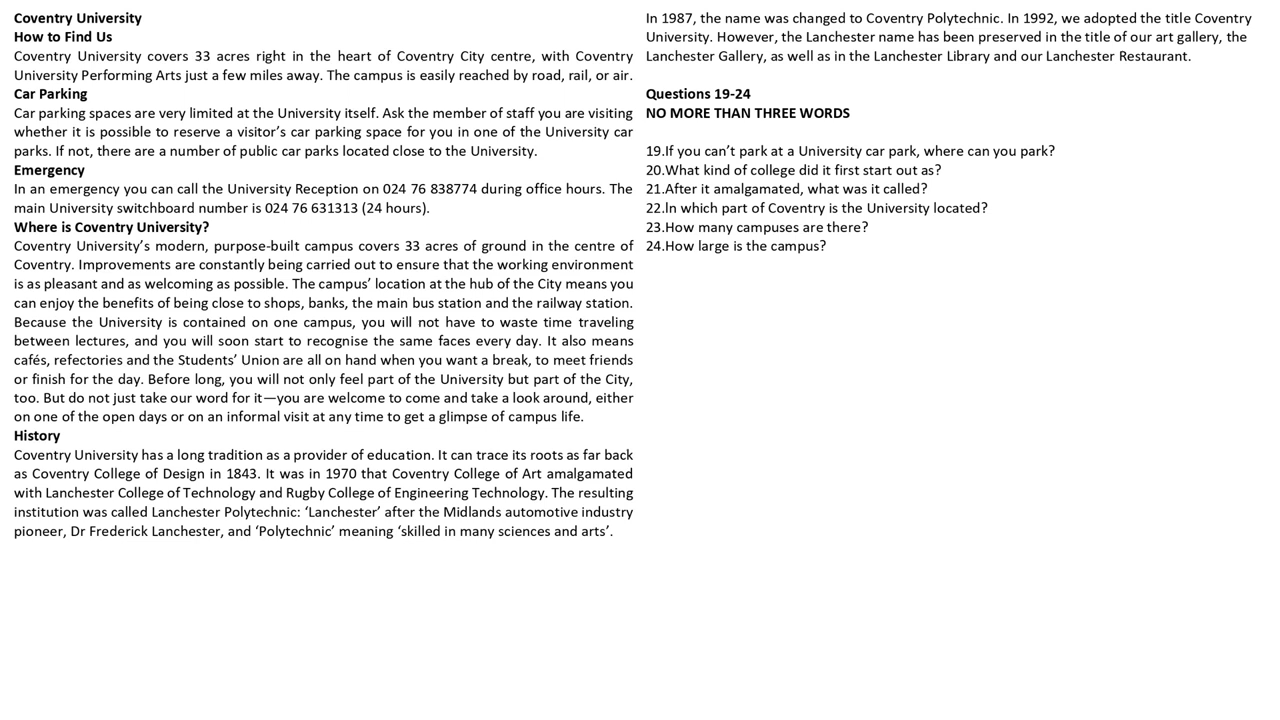 Coventry University
How to Find Us
Coventry University covers 33 acres right in the heart of Coventry City centre, with Coventry
University Performing Arts just a few miles away. The campus is easily reached by road, rail, or air.
Car Parking
Car parking spaces are very limited at the University itself. Ask the member of staff you are visiting
whether it is possible to reserve a visitor's car parking space for you in one of the University car
parks. If not, there are a number of public car parks located close to the University.
Emergency
In an emergency you can call the University Reception on 024 76 838774 during office hours. The
main University switchboard number is 024 76 631313 (24 hours).
Where is Coventry University?
Coventry University's modern, purpose-built campus covers 33 acres of ground in the centre of
Coventry. Improvements are constantly being carried out to ensure that the working environment
is as pleasant and as welcoming as possible. The campus' location at the hub of the City means you
can enjoy the benefits of being close to shops, banks, the main bus station and the railway station.
Because the University is contained on one campus, you will not have to waste time traveling
between lectures, and you will soon start to recognise the same faces every day. It also means
cafés, refectories and the Students' Union are all on hand when you want a break, to meet friends
or finish for the day. Before long, you will not only feel part of the University but part of the City,
too. But do not just take our word for it—you are welcome to come and take a look around, either
on one of the open days or on an informal visit at any time to get a glimpse of campus life.
History
Coventry University has a long tradition as a provider of education. It can trace its roots as far back
as Coventry College of Design in 1843. It was in 1970 that Coventry College of Art amalgamated
with Lanchester College of Technology and Rugby College of Engineering Technology. The resulting
institution was called Lanchester Polytechnic: 'Lanchester' after the Midlands automotive industry
pioneer, Dr Frederick Lanchester, and 'Polytechnic' meaning 'skilled in many sciences and arts'.
In 1987, the name was changed to Coventry Polytechnic. In 1992, we adopted the title Coventry
University. However, the Lanchester name has been preserved in the title of our art gallery, the
Lanchester Gallery, as well as in the Lanchester Library and our Lanchester Restaurant.
Questions 19-24
NO MORE THAN THREE WORDS
19.If you can't park at a University car park, where can you park?
20.What kind of college did it first start out as?
21.After it amalgamated, what was it called?
22.ln which part of Coventry is the University located?
23.How many campuses are there?
24.How large is the campus?